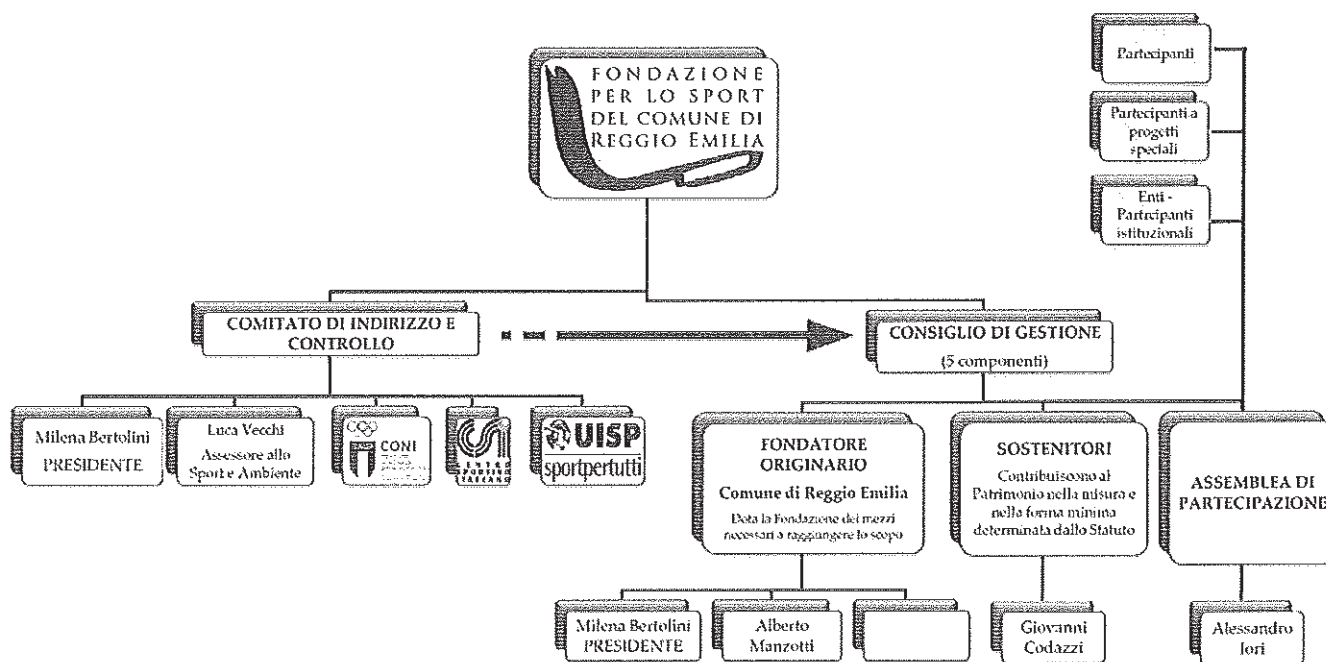 FONDAZIONE
PER LO SPORT
DEL COMUNE DI
REGGIO EMILIA
Partecipanti
Partecipanti a
progetti
speciali
Enti -
Partecipanti
istituzionali
COMITATO DI INDIRIZZO E
CONTROLLO
CONSIGLIO DI GESTIONE
(5 componenti)
Milena Bertolini
PRESIDENTE
Luca Vecchi
Assessore allo
Sport e Ambiente
CONI
CSI
CENTRO
SPORTIVO
ITALIANO
UISP
sportpertutti
FONDATORE
ORIGINARIO
Comune di Reggio Emilia
Dota la Fondazione dei mezzi
necessari a raggiungere lo scopo
SOSTENITORI
Contribuiscono al
Patrimonio nella misura e
nella forma minima
determinata dallo Statuto
ASSEMBLEA DI
PARTECIPAZIONE
Milena Bertolini
PRESIDENTE
Alberto
Manzotti
Giovanni
Codazzi
Alessandro
Iori